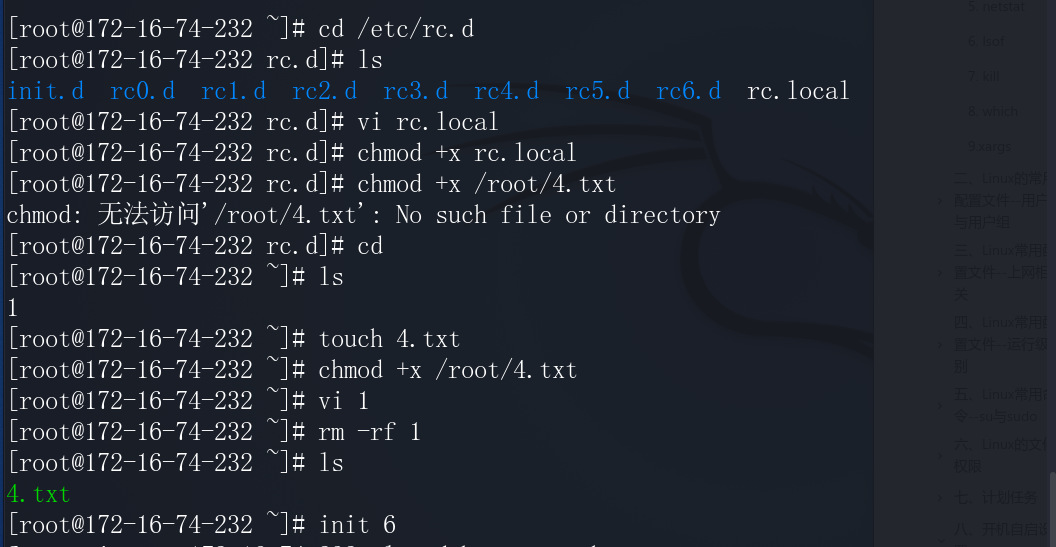 [root@172-16-74-232 ~]# cd /etc/rc.d
[root@172-16-74-232 rc.d]# ls
init.d  rc0.d  rc1.d  rc2.d  rc3.d  rc4.d  rc5.d  rc6.d  rc.local
[root@172-16-74-232 rc.d]# vi rc.local
[root@172-16-74-232 rc.d]# chmod +x rc.local
[root@172-16-74-232 rc.d]# chmod +x /root/4.txt
chmod: 无法访问'/root/4.txt': No such file or directory
[root@172-16-74-232 rc.d]# cd
[root@172-16-74-232 ~]# ls
1
[root@172-16-74-232 ~]# touch 4.txt
[root@172-16-74-232 ~]# chmod +x /root/4.txt
[root@172-16-74-232 ~]# vi 1
[root@172-16-74-232 ~]# rm -rf 1
[root@172-16-74-232 ~]# ls
4.txt
[root@172-16-74-232 ~]# init 6
5. netstat
6. lsof
7. kill
8. which
9.xargs
二、Linux的常用
配置文件--用户
与用户组
三、Linux常用配
置文件--上网相
关
四、Linux常用配
置文件--运行级
别
五、Linux常用命
令--su与sudo
六、Linux的文件
权限
七、计划任务
八、开机自启